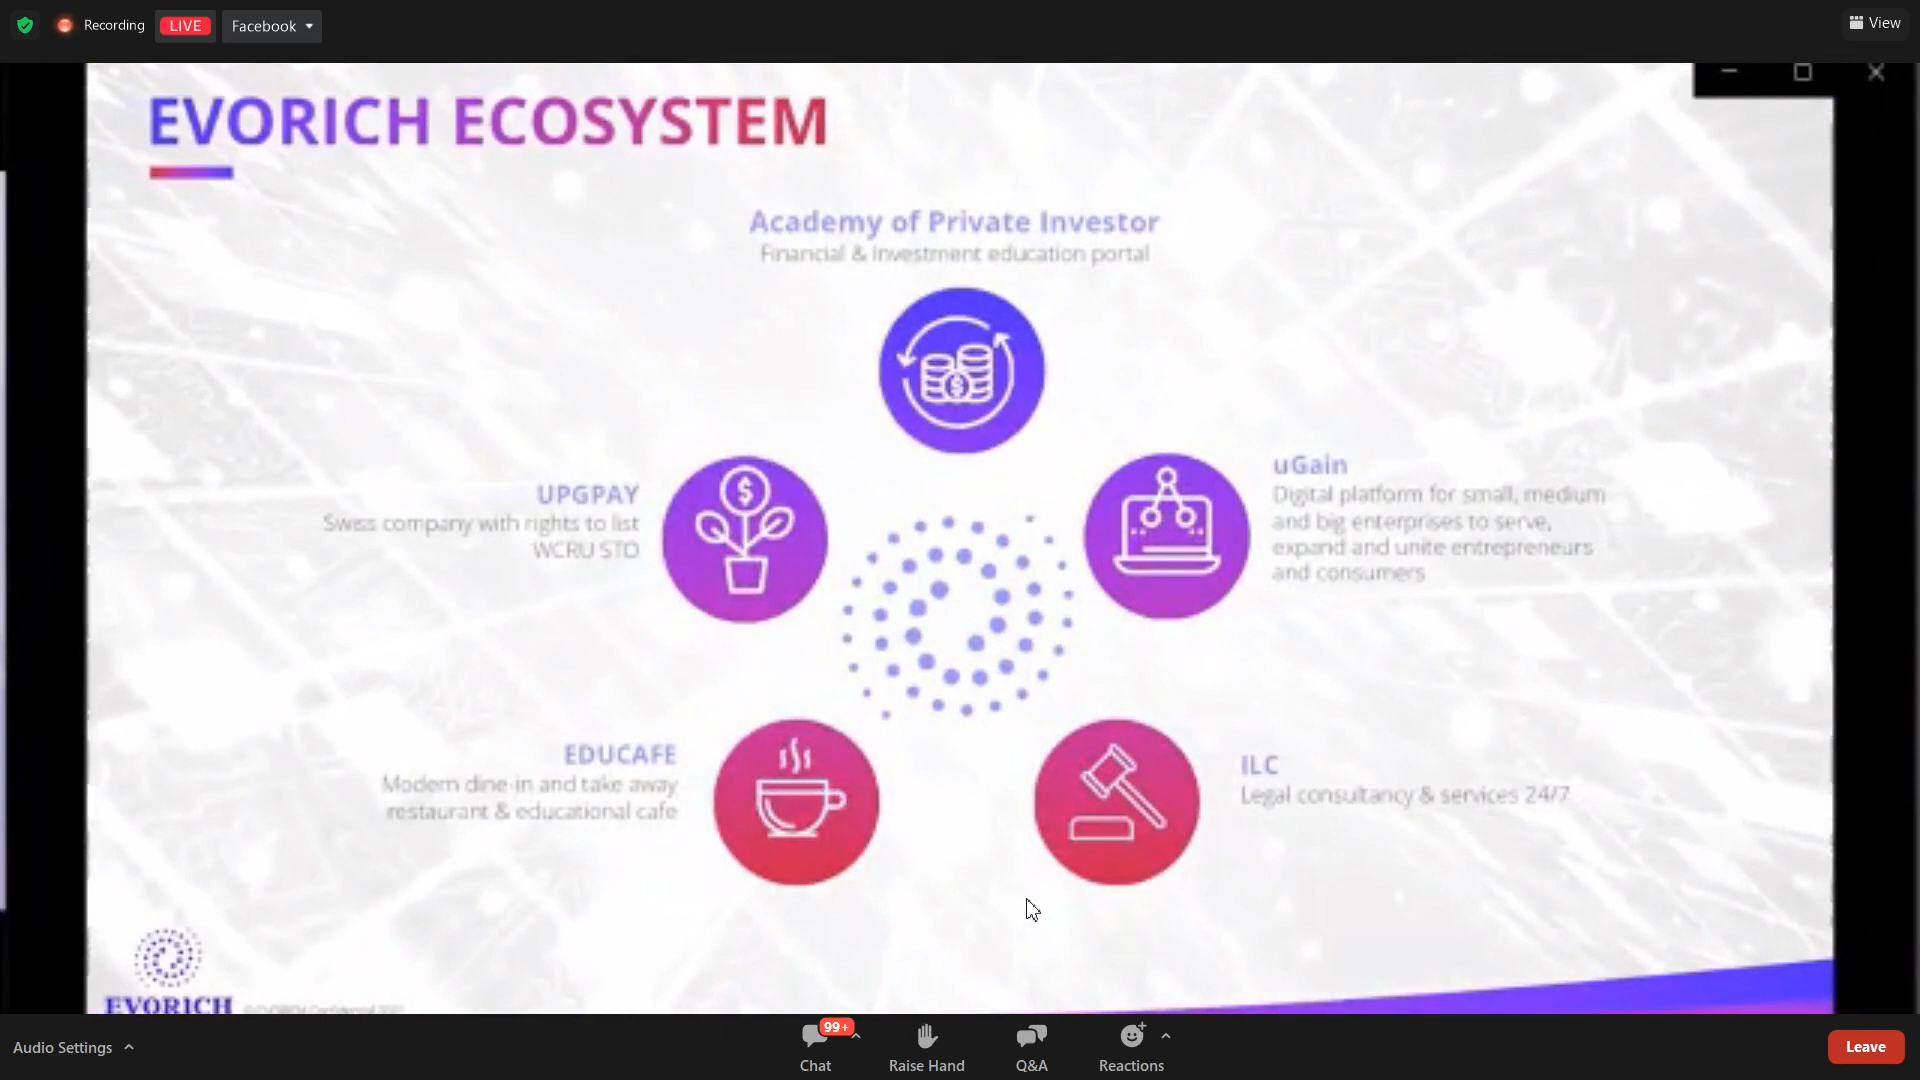 Recording LIVE Facebook View
EVORICH ECOSYSTEM
Academy of Private Investor
Financial & Investment education portal
UPGPAY
Swiss company with rights to list
WCRU STO
uGain
Digital platform for small, medium
and big enterprises to serve,
expand and unite entrepreneurs
and consumers
EDUCAFE
Modern dine-in and take away
restaurant & educational cafe
ILC
Legal consultancy & services 24/7
EVORICH
Audio Settings
99+
Chat
Raise Hand
Q&A
Reactions
Leave